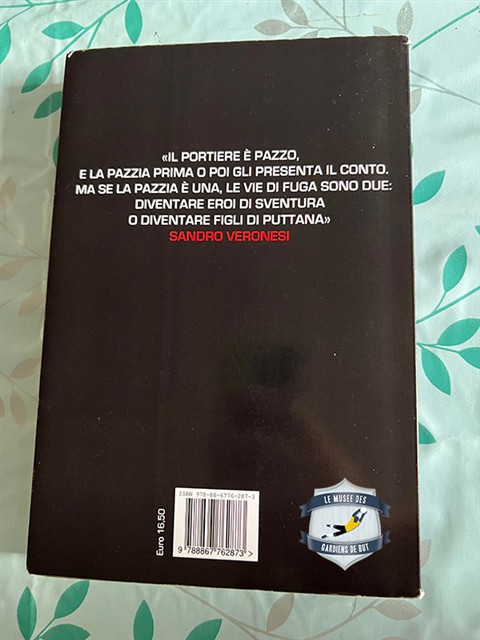 «IL PORTIERE È PAZZO,
E LA PAZZIA PRIMA O POI GLI PRESENTA IL CONTO.
MA SE LA PAZZIA È UNA, LE VIE DI FUGA SONO DUE:
DIVENTARE EROI DI SVENTURA
O DIVENTARE FIGLI DI PUTTANA»
SANDRO VERONESI
ISBN 978-88-6776-287-3
9 788867 762873 >
Euro 16,50
LE MUSEE DES
GARDIENS DE BUT